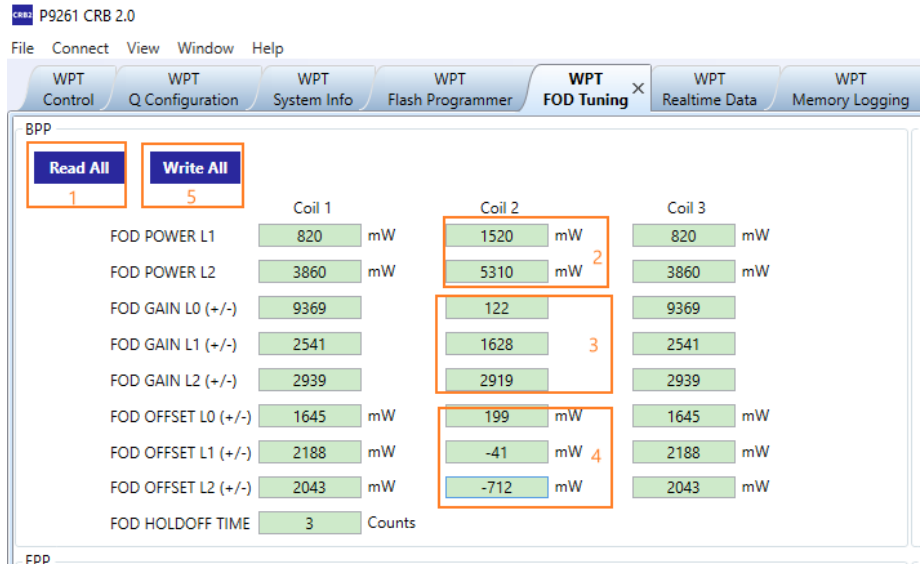 CRB2 P9261 CRB 2.0
File Connect View Window Help
WPT Control
WPT Q Configuration
WPT System Info
WPT Flash Programmer
WPT FOD Tuning ×
WPT Realtime Data
WPT Memory Logging
BPP
Read All Write All
1 5
Coil 1 Coil 2 Coil 3
FOD POWER L1 820 mW 1520 mW 820 mW
2
FOD POWER L2 3860 mW 5310 mW 3860 mW
FOD GAIN L0 (+/-) 9369 122 9369
FOD GAIN L1 (+/-) 2541 1628 3 2541
FOD GAIN L2 (+/-) 2939 2919 2939
FOD OFFSET L0 (+/-) 1645 mW 199 mW 1645 mW
FOD OFFSET L1 (+/-) 2188 mW -41 mW 4 2188 mW
FOD OFFSET L2 (+/-) 2043 mW -712 mW 2043 mW
FOD HOLDOFF TIME 3 Counts
EPP